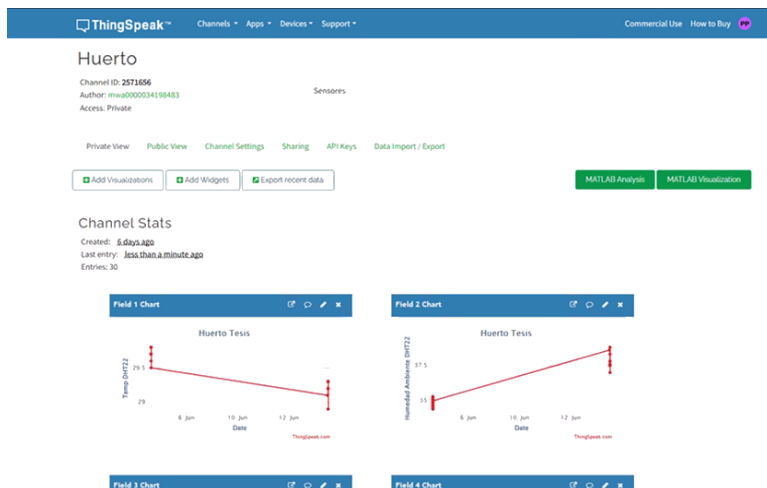 ThingSpeak™ Channels Apps Devices Support Commercial Use How to Buy PP
Huerto
Channel ID: 2571656
Author: mwa0000034198483
Access: Private
Sensores
Private View Public View Channel Settings Sharing API Keys Data Import / Export
Add Visualizations Add Widgets Export recent data MATLAB Analysis MATLAB Visualization
Channel Stats
Created: 6 days ago
Last entry: less than a minute ago
Entries: 30
Field 1 Chart
Huerto Tesis
Temp DHT22
29.5
29
8 Jun 10 Jun 12 Jun
Date
ThingSpeak.com
Field 2 Chart
Huerto Tesis
Humedad Ambiente DHT22
37.5
35
8 Jun 10 Jun 12 Jun
Date
ThingSpeak.com
Field 3 Chart
Field 4 Chart